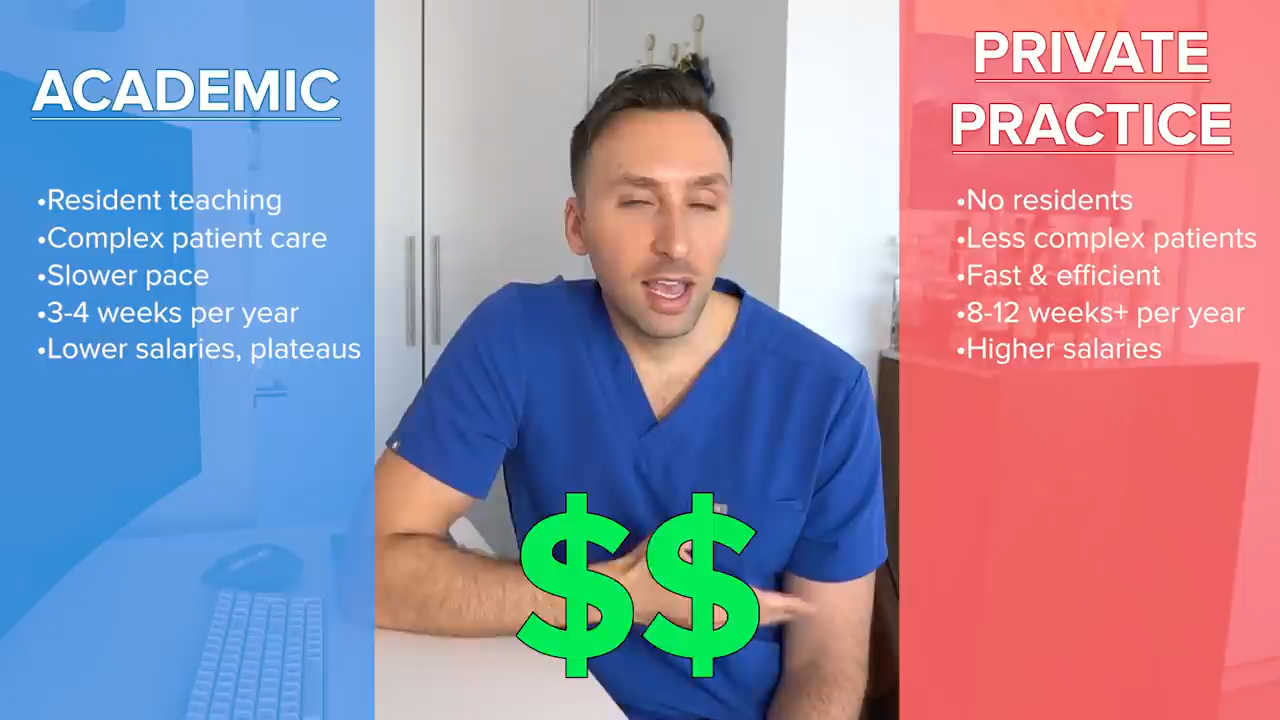 ACADEMIC
•Resident teaching
•Complex patient care
•Slower pace
•3-4 weeks per year
•Lower salaries, plateaus
PRIVATE
PRACTICE
•No residents
•Less complex patients
•Fast & efficient
•8-12 weeks+ per year
•Higher salaries
$$